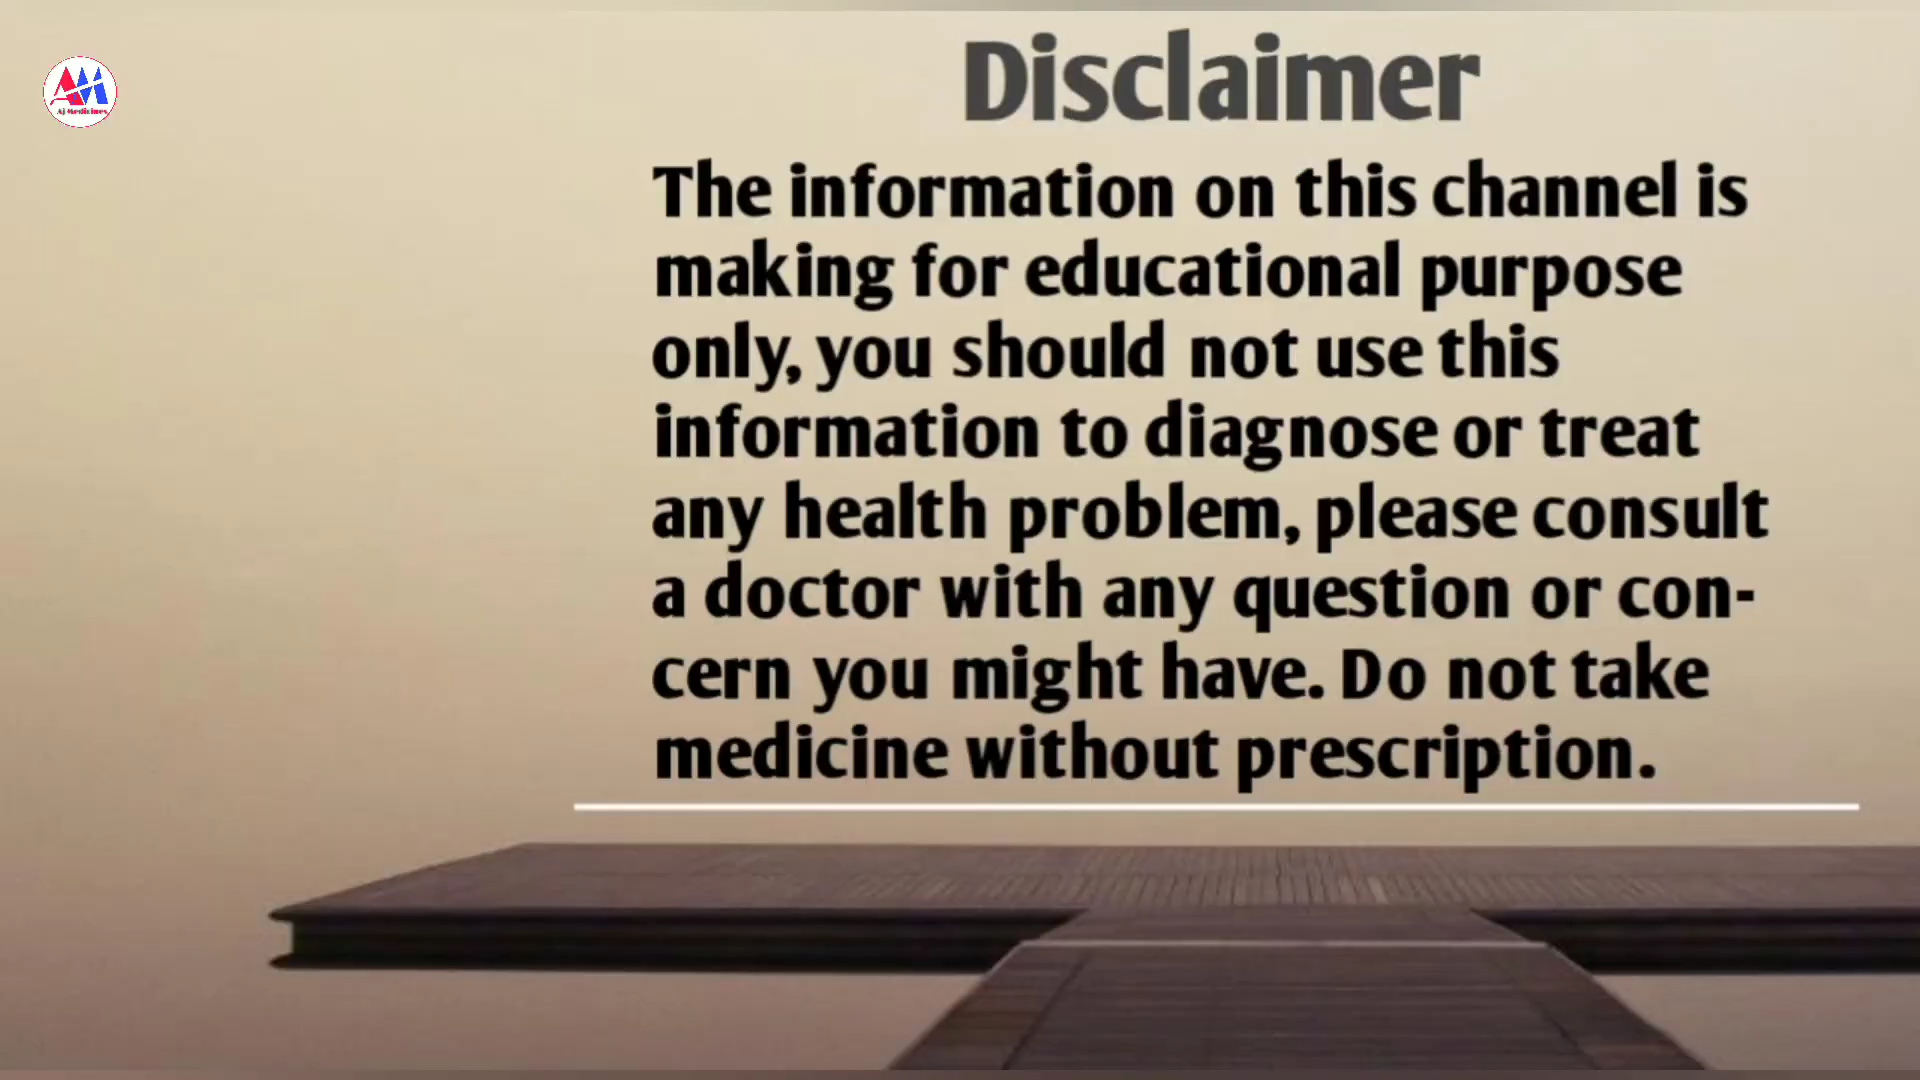 Aj Medicines
Disclaimer
The information on this channel is
making for educational purpose
only, you should not use this
information to diagnose or treat
any health problem, please consult
a doctor with any question or con-
cern you might have. Do not take
medicine without prescription.